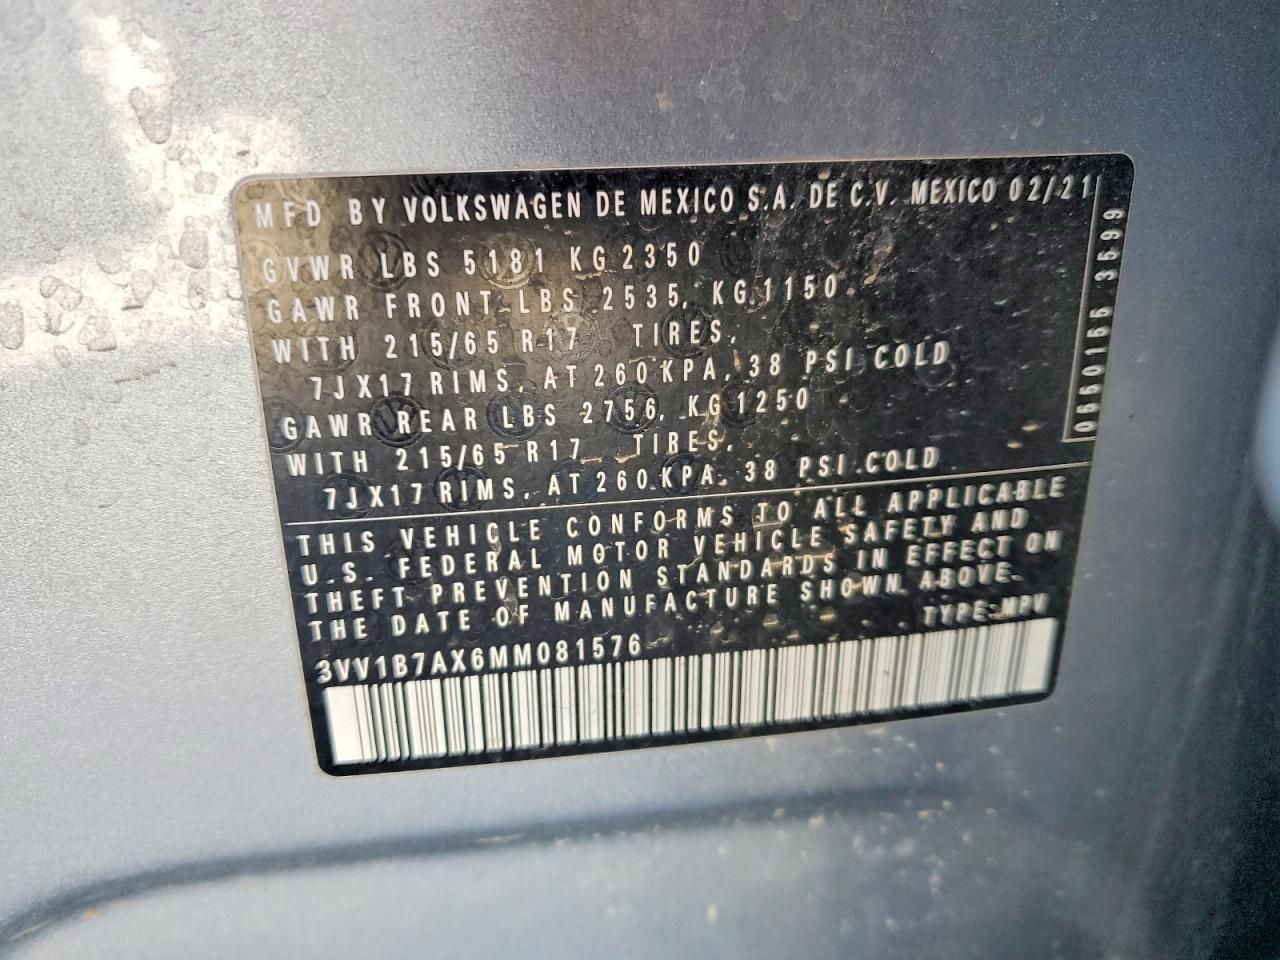 MFD BY VOLKSWAGEN DE MEXICO S.A. DE C.V. MEXICO 02/21
GVWR LBS 5181 KG 2350
GAWR FRONT LBS 2535, KG 1150
WITH 215/65 R17 TIRES,
7JX17 RIMS, AT 260 KPA, 38 PSI COLD
GAWR REAR LBS 2756, KG 1250
WITH 215/65 R17 TIRES,
7JX17 RIMS, AT 260 KPA, 38 PSI COLD
THIS VEHICLE CONFORMS TO ALL APPLICABLE
U.S. FEDERAL MOTOR VEHICLE SAFETY AND
THEFT PREVENTION STANDARDS IN EFFECT ON
THE DATE OF MANUFACTURE SHOWN ABOVE.
TYPE:MPV
3VV1B7AX6MM081576
3599